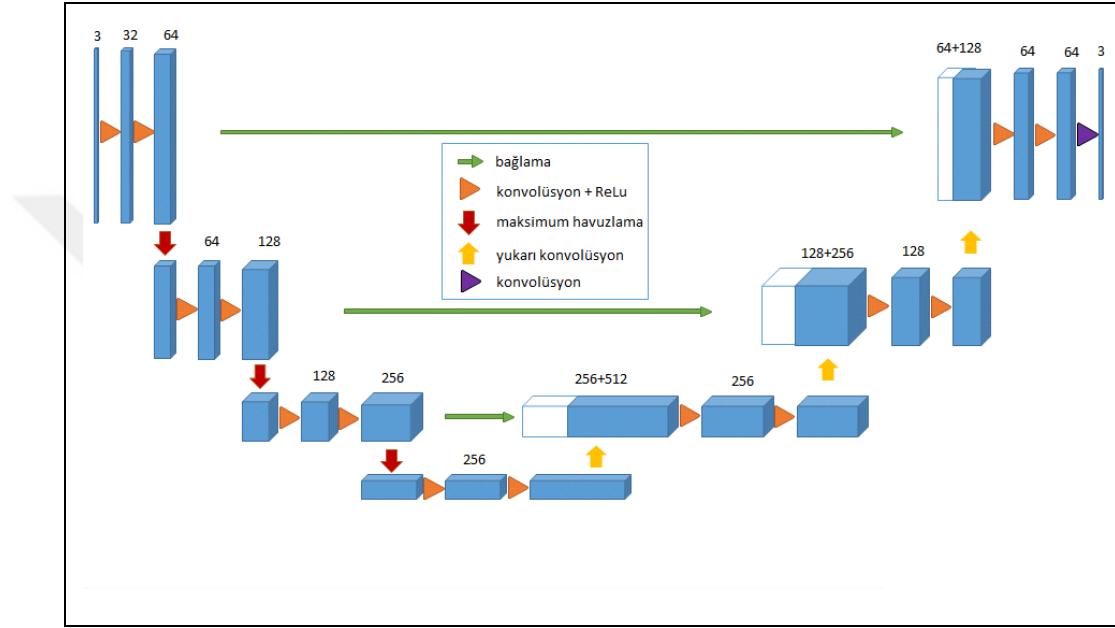 3 32 64
64+128 64 64 3
bağlama
konvolüsyon + ReLu
maksimum havuzlama
yukarı konvolüsyon
konvolüsyon
64 128
128+256 128
128 256
256+512 256
256